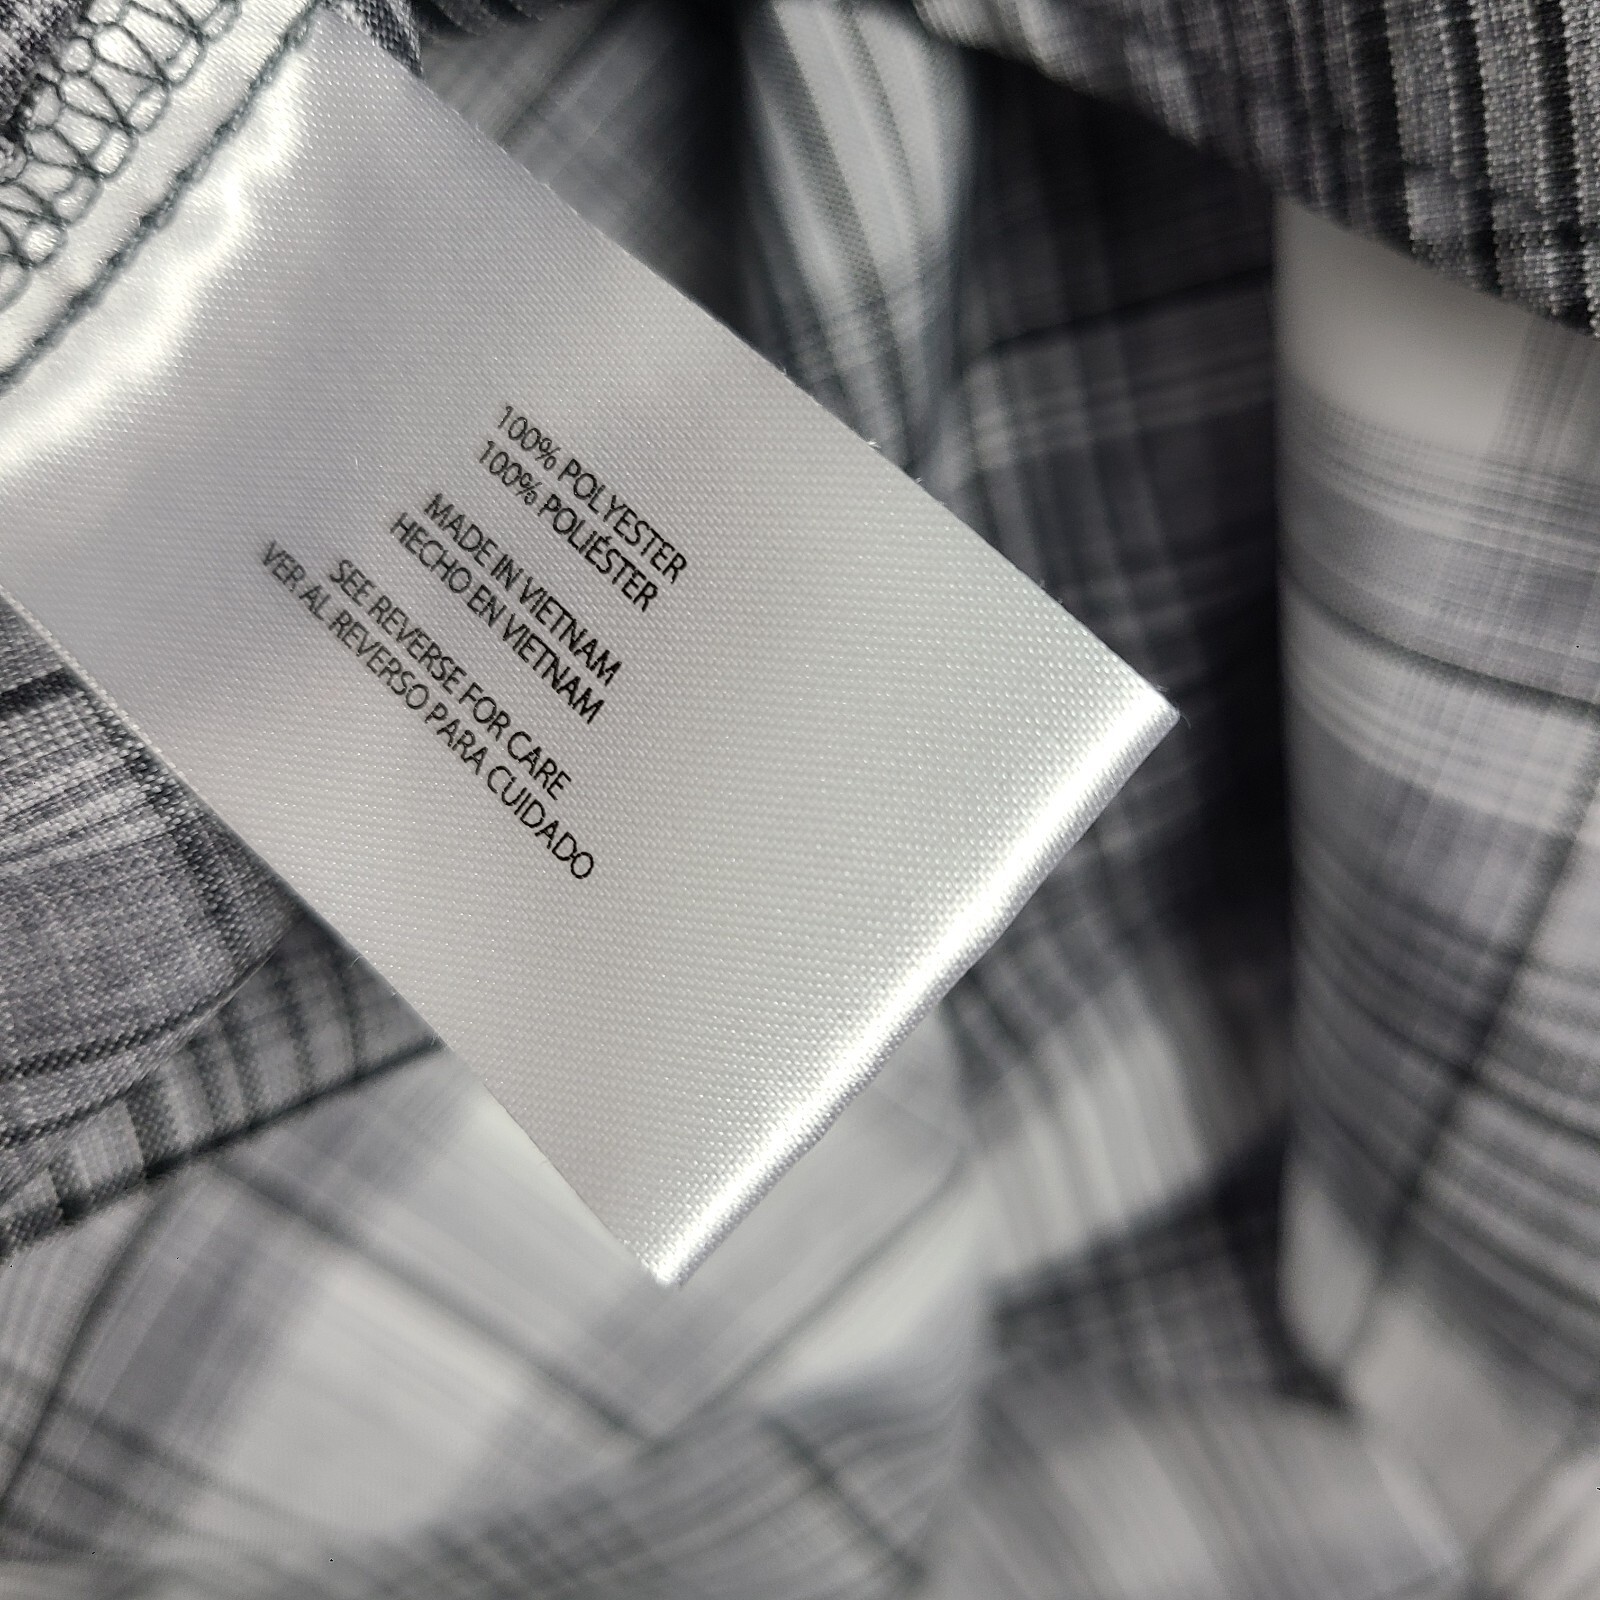 100% POLYESTER
100% POLIÉSTER
MADE IN VIETNAM
HECHO EN VIETNAM
SEE REVERSE FOR CARE
VER AL REVERSO PARA CUIDADO